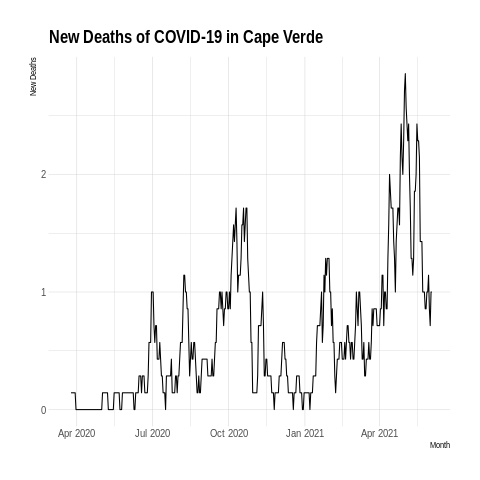 New Deaths of COVID-19 in Cape Verde
New Deaths
2
1
0
Apr 2020 Jul 2020 Oct 2020 Jan 2021 Apr 2021
Month